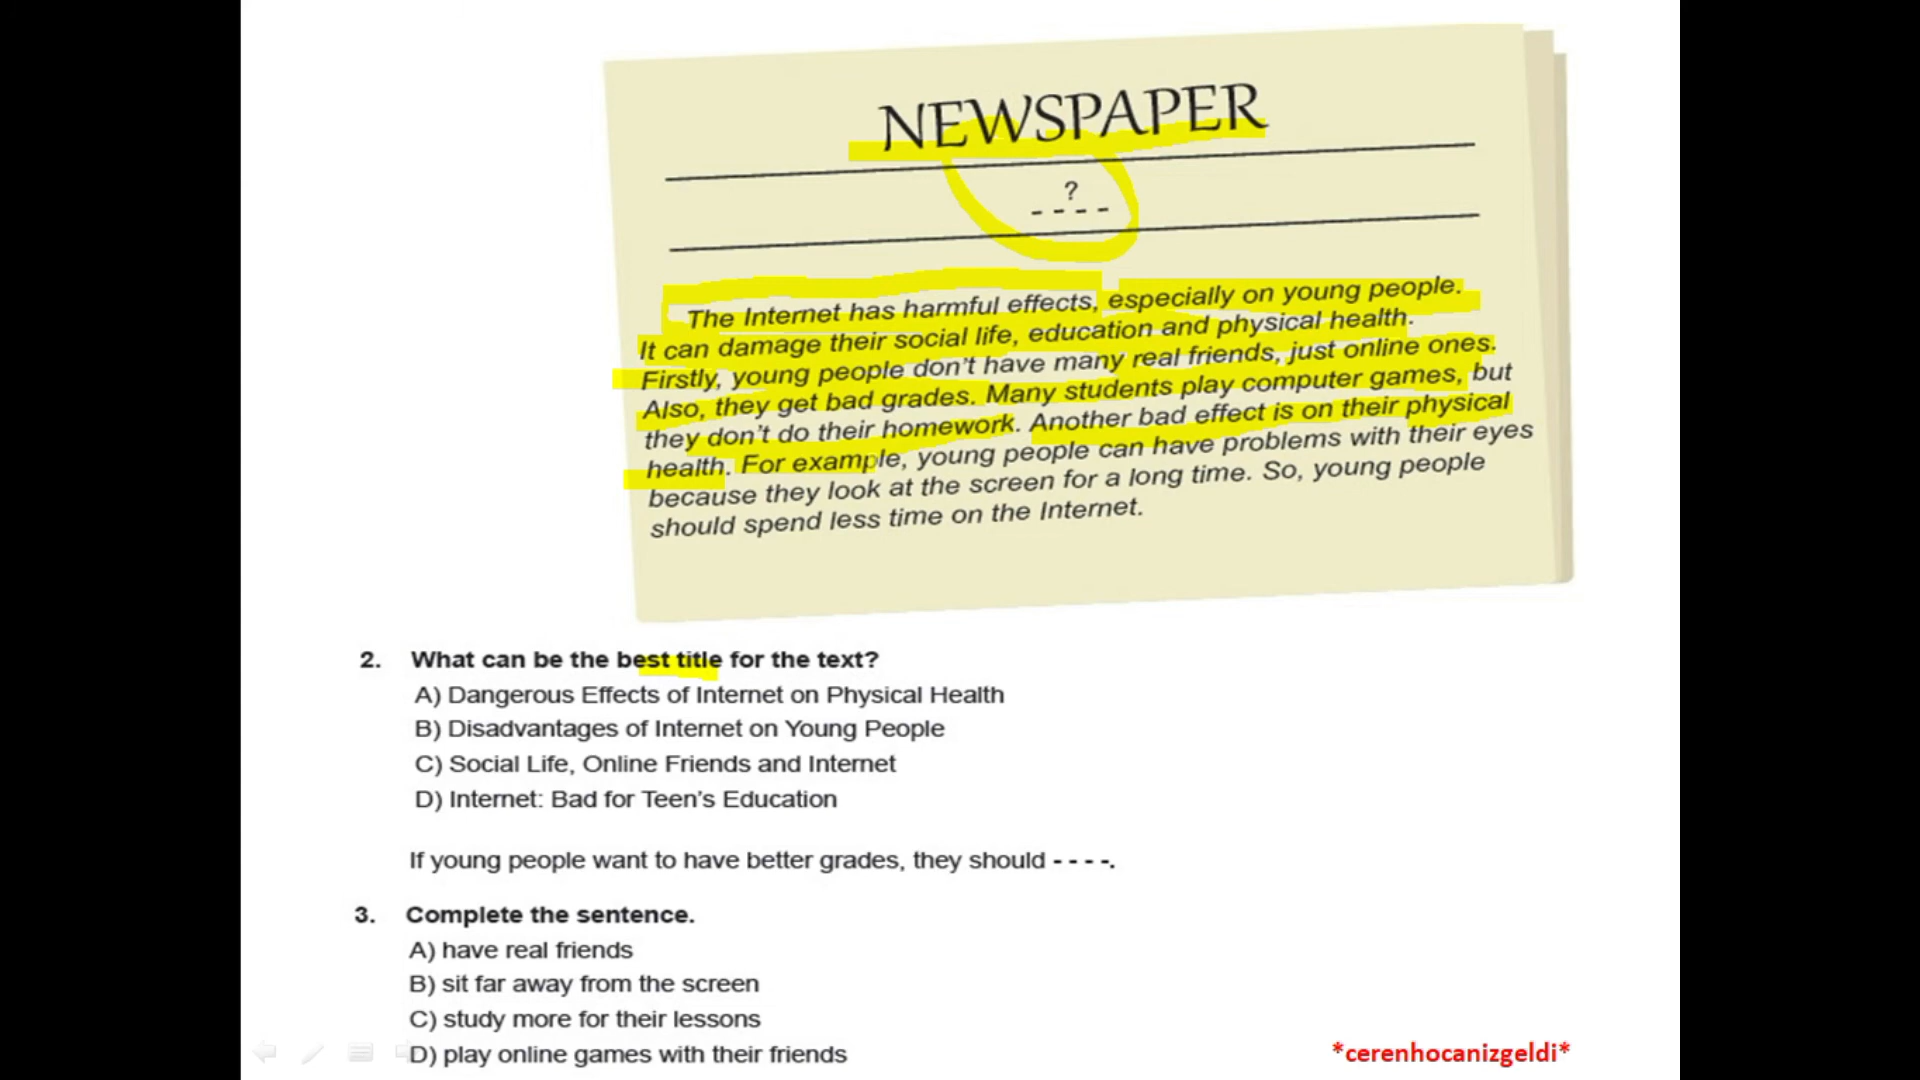 NEWSPAPER
?
- - - -
The Internet has harmful effects, especially on young people.
It can damage their social life, education and physical health.
Firstly, young people don't have many real friends, just online ones.
Also, they get bad grades. Many students play computer games, but
they don't do their homework. Another bad effect is on their physical
health. For example, young people can have problems with their eyes
because they look at the screen for a long time. So, young people
should spend less time on the Internet.
2. What can be the best title for the text?
A) Dangerous Effects of Internet on Physical Health
B) Disadvantages of Internet on Young People
C) Social Life, Online Friends and Internet
D) Internet: Bad for Teen's Education
If young people want to have better grades, they should - - - -.
3. Complete the sentence.
A) have real friends
B) sit far away from the screen
C) study more for their lessons
D) play online games with their friends
*cerenhocanizgeldi*